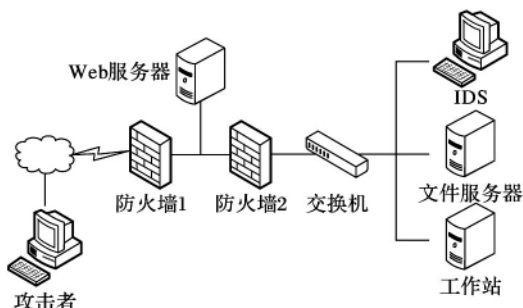 Web服务器
IDS
防火墙1
防火墙2
交换机
文件服务器
工作站
攻击者